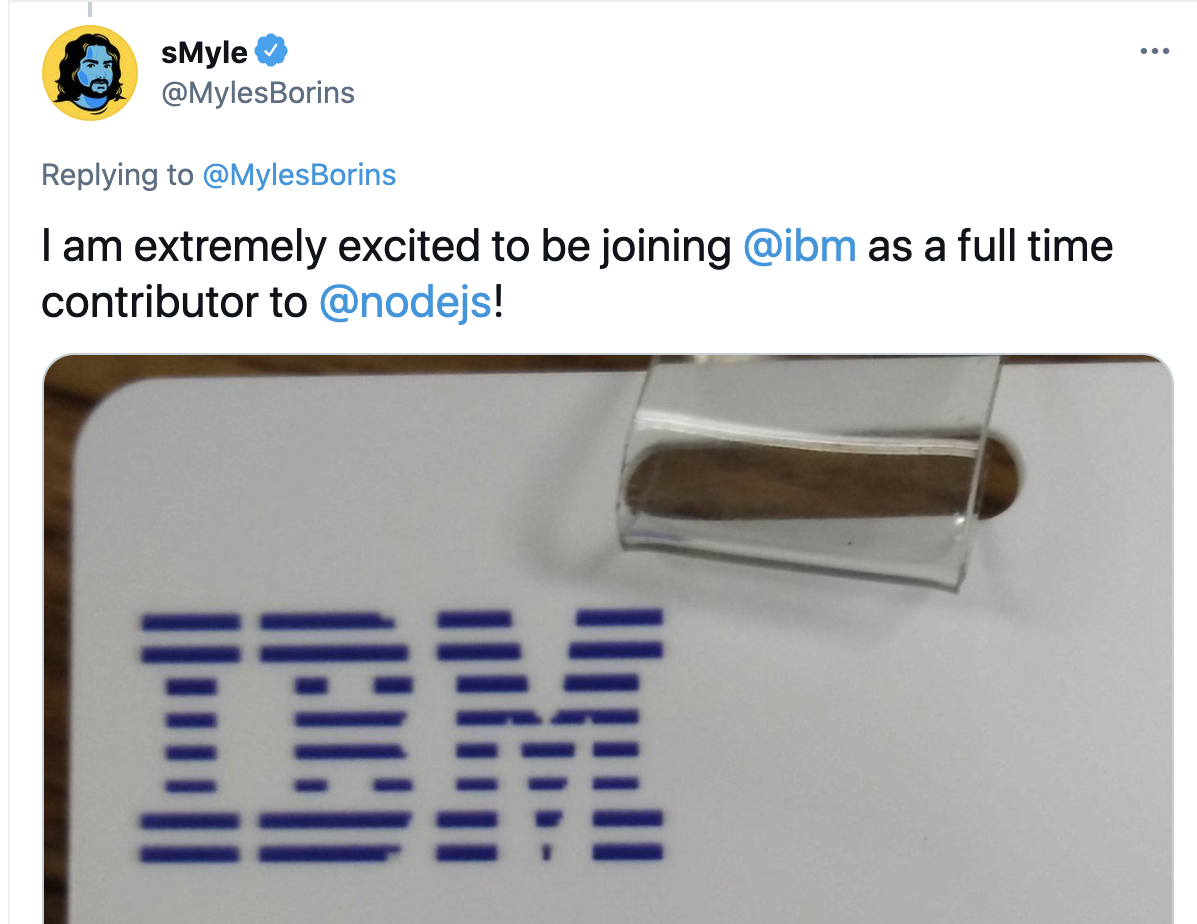 sMyle
@MylesBorins
Replying to @MylesBorins
I am extremely excited to be joining @ibm as a full time
contributor to @nodejs!
IBM